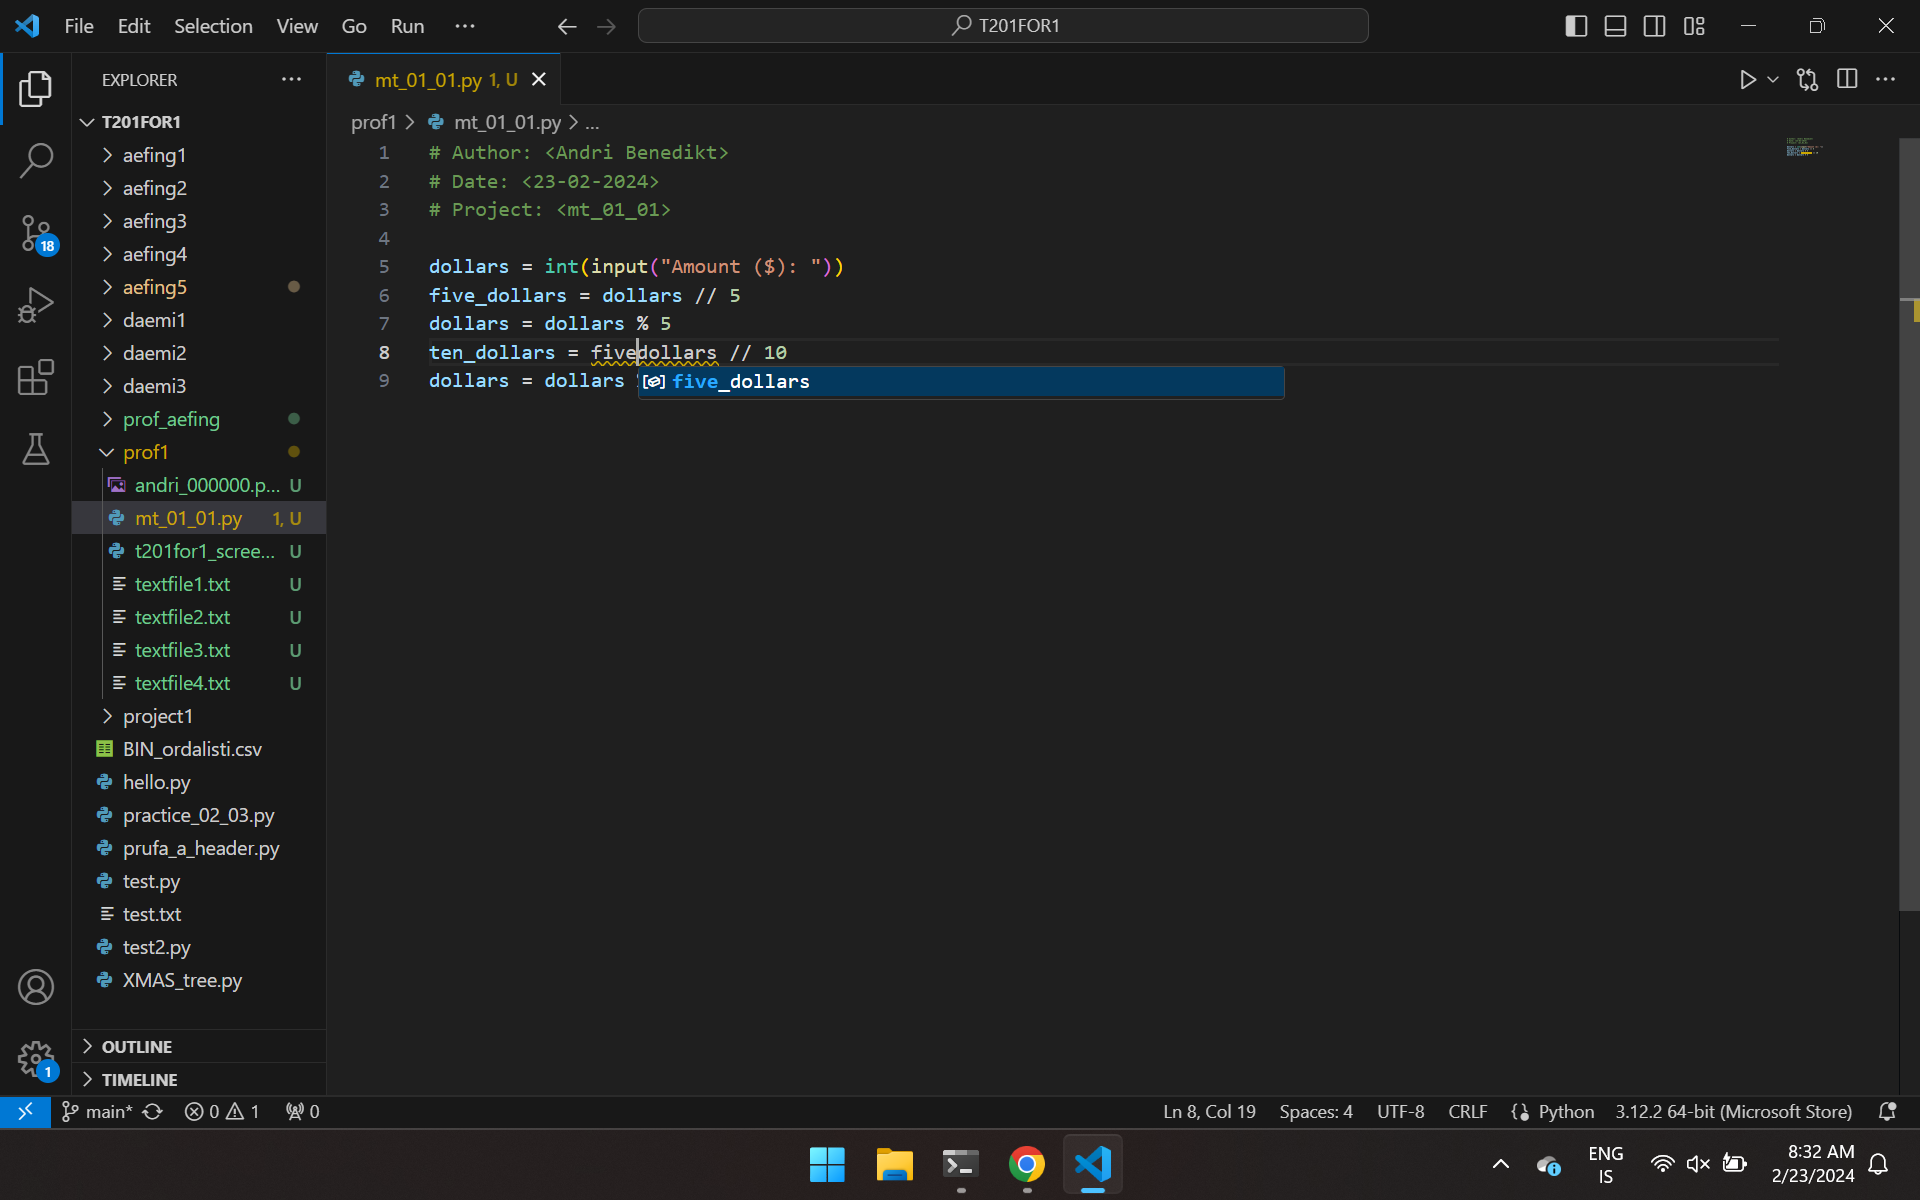 File Edit Selection View Go Run ···
T201FOR1
EXPLORER
mt_01_01.py 1, U
T201FOR1
aefing1
aefing2
aefing3
aefing4
aefing5
daemi1
daemi2
daemi3
prof_aefing
prof1
andri_000000.p... U
mt_01_01.py 1, U
t201for1_scree... U
textfile1.txt U
textfile2.txt U
textfile3.txt U
textfile4.txt U
project1
BIN_ordalisti.csv
hello.py
practice_02_03.py
prufa_a_header.py
test.py
test.txt
test2.py
XMAS_tree.py
OUTLINE
TIMELINE
18
1
prof1 > mt_01_01.py > ...
1 # Author: <Andri Benedikt>
2 # Date: <23-02-2024>
3 # Project: <mt_01_01>
4
5 dollars = int(input("Amount ($): "))
6 five_dollars = dollars // 5
7 dollars = dollars % 5
8 ten_dollars = fivedollars // 10
9 dollars = dollars
five_dollars
main* 0 1 0
Ln 8, Col 19 Spaces: 4 UTF-8 CRLF Python 3.12.2 64-bit (Microsoft Store)
ENG
IS
8:32 AM
2/23/2024